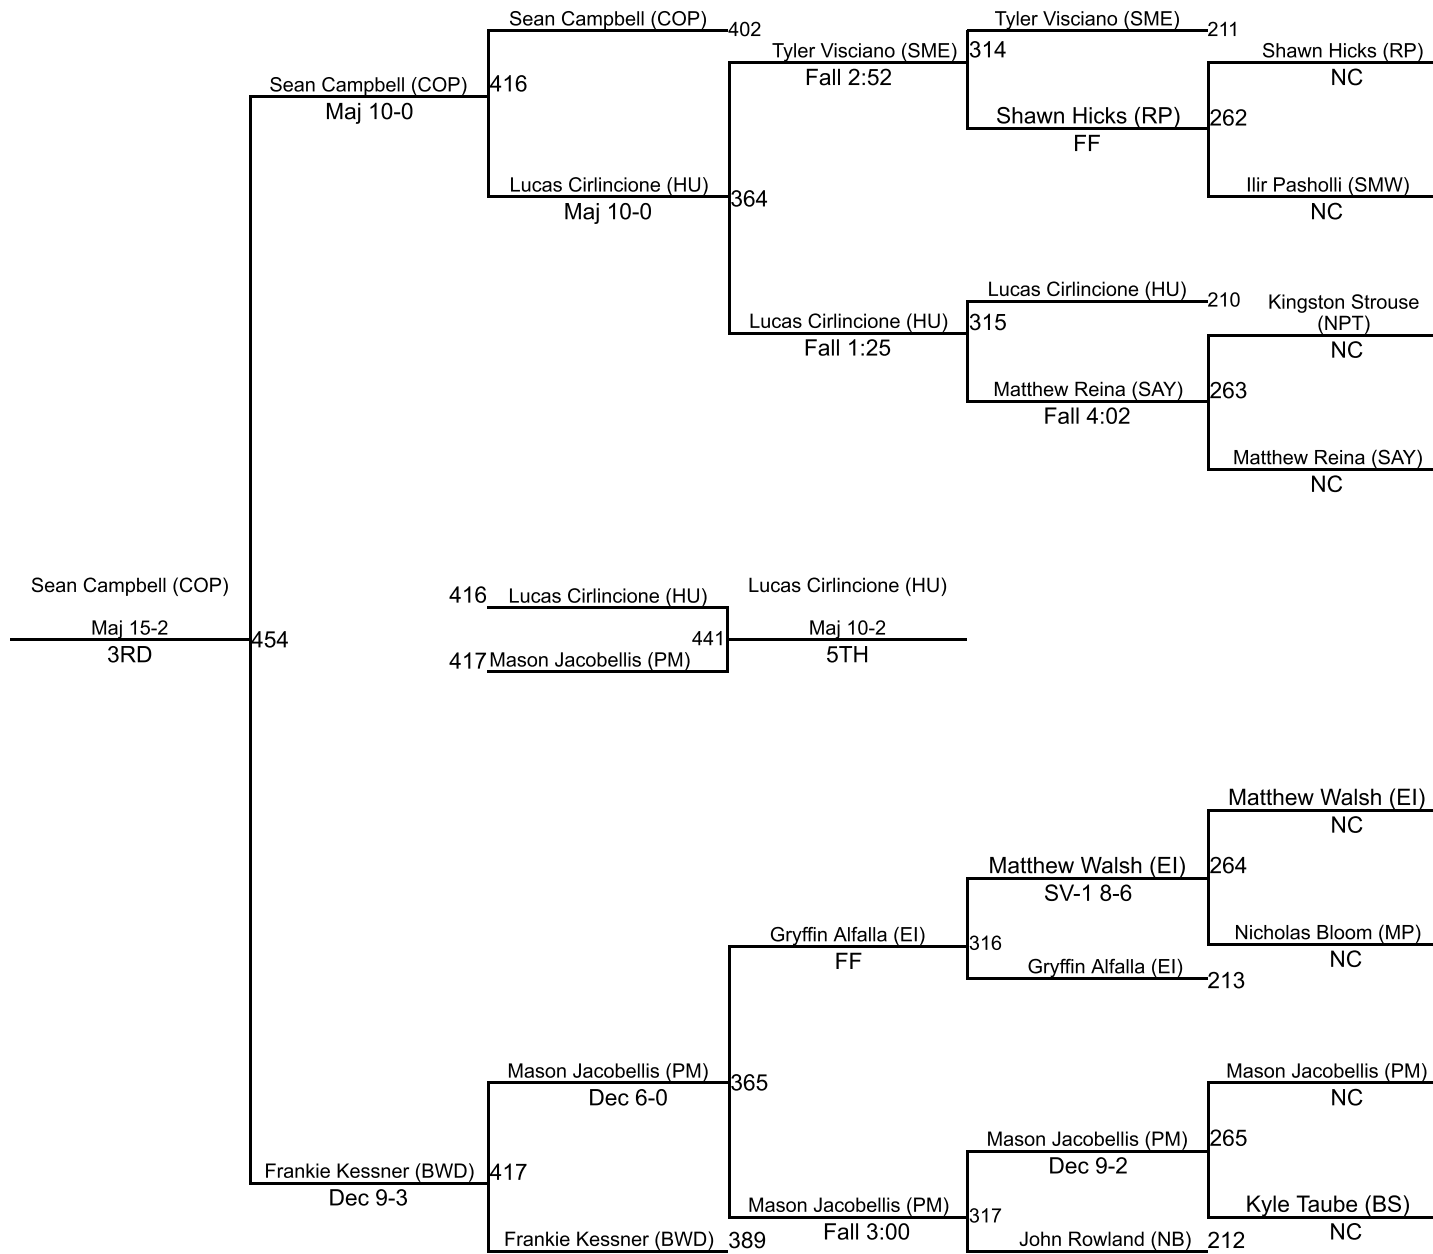 Sean Campbell (COP)
402
Tyler Visciano (SME)
211
Tyler Visciano (SME)
314
Fall 2:52
Shawn Hicks (RP)
NC
Sean Campbell (COP)
416
Maj 10-0
Shawn Hicks (RP)
262
FF
Lucas Cirlincione (HU)
364
Maj 10-0
Ilir Pasholli (SMW)
NC
Lucas Cirlincione (HU)
210
Kingston Strouse
(NPT)
NC
Lucas Cirlincione (HU)
315
Fall 1:25
Matthew Reina (SAY)
263
Fall 4:02
Matthew Reina (SAY)
NC
Sean Campbell (COP)
Maj 15-2
454
3RD
416
Lucas Cirlincione (HU)
Lucas Cirlincione (HU)
441
Maj 10-2
417
Mason Jacobellis (PM)
5TH
Matthew Walsh (EI)
NC
Matthew Walsh (EI)
264
SV-1 8-6
Gryffin Alfalla (EI)
316
FF
Nicholas Bloom (MP)
NC
Gryffin Alfalla (EI)
213
Mason Jacobellis (PM)
365
Dec 6-0
Mason Jacobellis (PM)
NC
Mason Jacobellis (PM)
265
Dec 9-2
Frankie Kessner (BWD)
417
Dec 9-3
Mason Jacobellis (PM)
317
Fall 3:00
Kyle Taube (BS)
NC
Frankie Kessner (BWD)
389
John Rowland (NB)
212